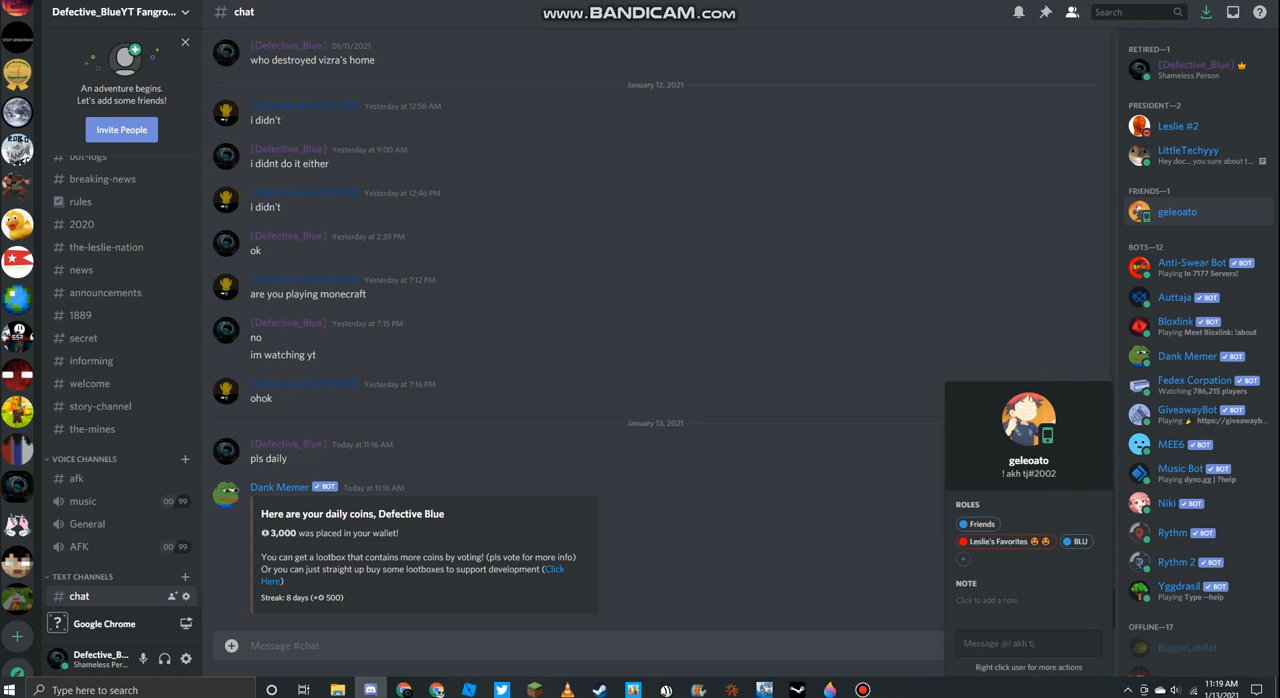 www.BANDICAM.com
Defective_BlueYT Fangro...
# chat
Search
An adventure begins.
Let's add some friends!
Invite People
bot-logs
breaking-news
rules
2020
the-leslie-nation
news
announcements
1889
secret
informing
welcome
story-channel
the-mines
VOICE CHANNELS
afk
music 00 99
General
AFK 00 99
TEXT CHANNELS
chat
Google Chrome
Defective_B...
Shameless Per...
[Defective_Blue] 01/11/2021
who destroyed vizra's home
January 12, 2021
Yesterday at 12:58 AM
i didn't
[Defective_Blue] Yesterday at 9:00 AM
i didnt do it either
Yesterday at 12:46 PM
i didn't
[Defective_Blue] Yesterday at 2:39 PM
ok
Yesterday at 7:12 PM
are you playing monecraft
[Defective_Blue] Yesterday at 7:15 PM
no
im watching yt
Yesterday at 7:16 PM
ohok
January 13, 2021
[Defective_Blue] Today at 11:16 AM
pls daily
Dank Memer BOT Today at 11:16 AM
Here are your daily coins, Defective Blue
3,000 was placed in your wallet!
You can get a lootbox that contains more coins by voting! (pls vote for more info)
Or you can just straight up buy some lootboxes to support development (Click
Here)
Streak: 8 days (+ 500)
Message #chat
geleoato
! akh tj#2002
ROLES
Friends
Leslie's Favorites 😍 😍
BLU
NOTE
Click to add a note
Message @! akh tj
Right click user for more actions
RETIRED—1
[Defective_Blue]
Shameless Person
PRESIDENT—2
Leslie #2
LittleTechyyy
Hey doc... you sure about t...
FRIENDS—1
geleoato
BOTS—12
Anti-Swear Bot BOT
Playing In 7177 Servers!
Auttaja BOT
Bloxlink BOT
Playing Meet Bloxlink: !about
Dank Memer BOT
Fedex Corpation BOT
Watching 786,215 players
GiveawayBot BOT
Playing 🎉 https://giveawayb...
MEE6 BOT
Music Bot BOT
Playing dyno.gg | ?help
Niki BOT
Rythm BOT
Rythm 2 BOT
Yggdrasil BOT
Playing Type --help
OFFLINE—17
BiggerLabRat
Type here to search
11:19 AM
1/13/2021